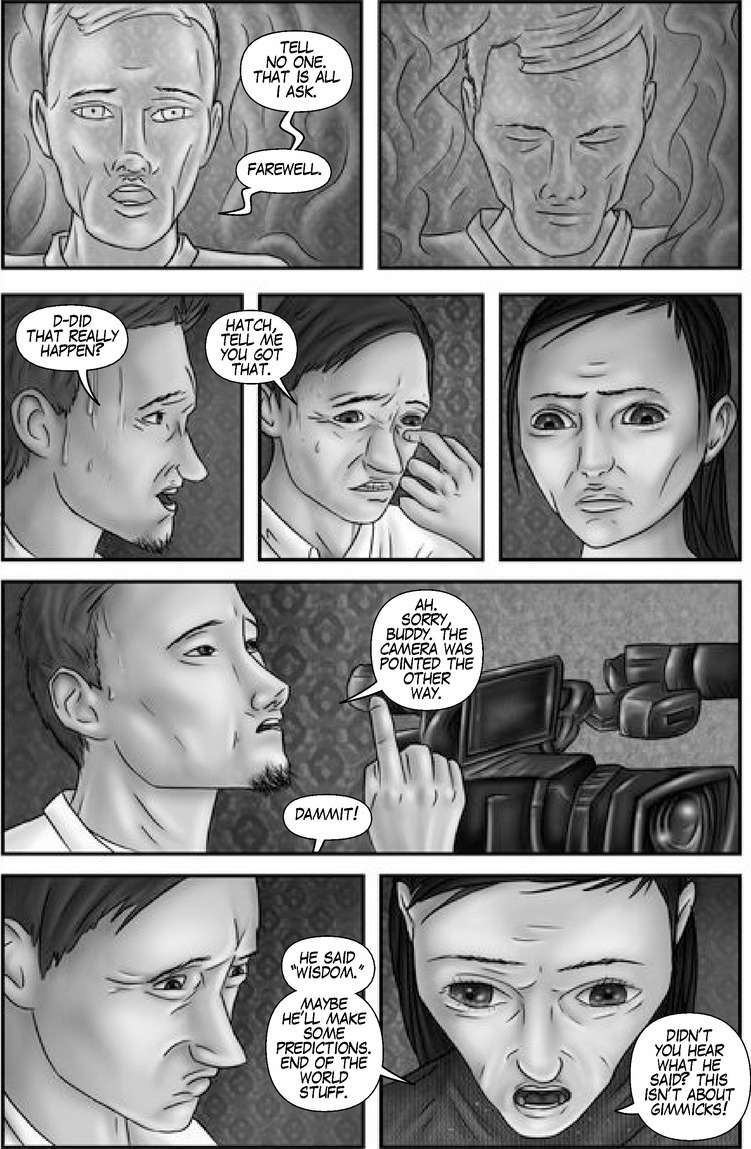 TELL
NO ONE.
THAT IS ALL
I ASK.
FAREWELL.
D-DID
THAT REALLY
HAPPEN?
HATCH,
TELL ME
YOU GOT
THAT.
AH.
SORRY,
BUDDY. THE
CAMERA WAS
POINTED THE
OTHER
WAY.
DAMMIT!
HE SAID
"WISDOM."
MAYBE
HE'LL MAKE
SOME
PREDICTIONS.
END OF THE
WORLD
STUFF.
DIDN'T
YOU HEAR
WHAT HE
SAID? THIS
ISN'T ABOUT
GIMMICKS!